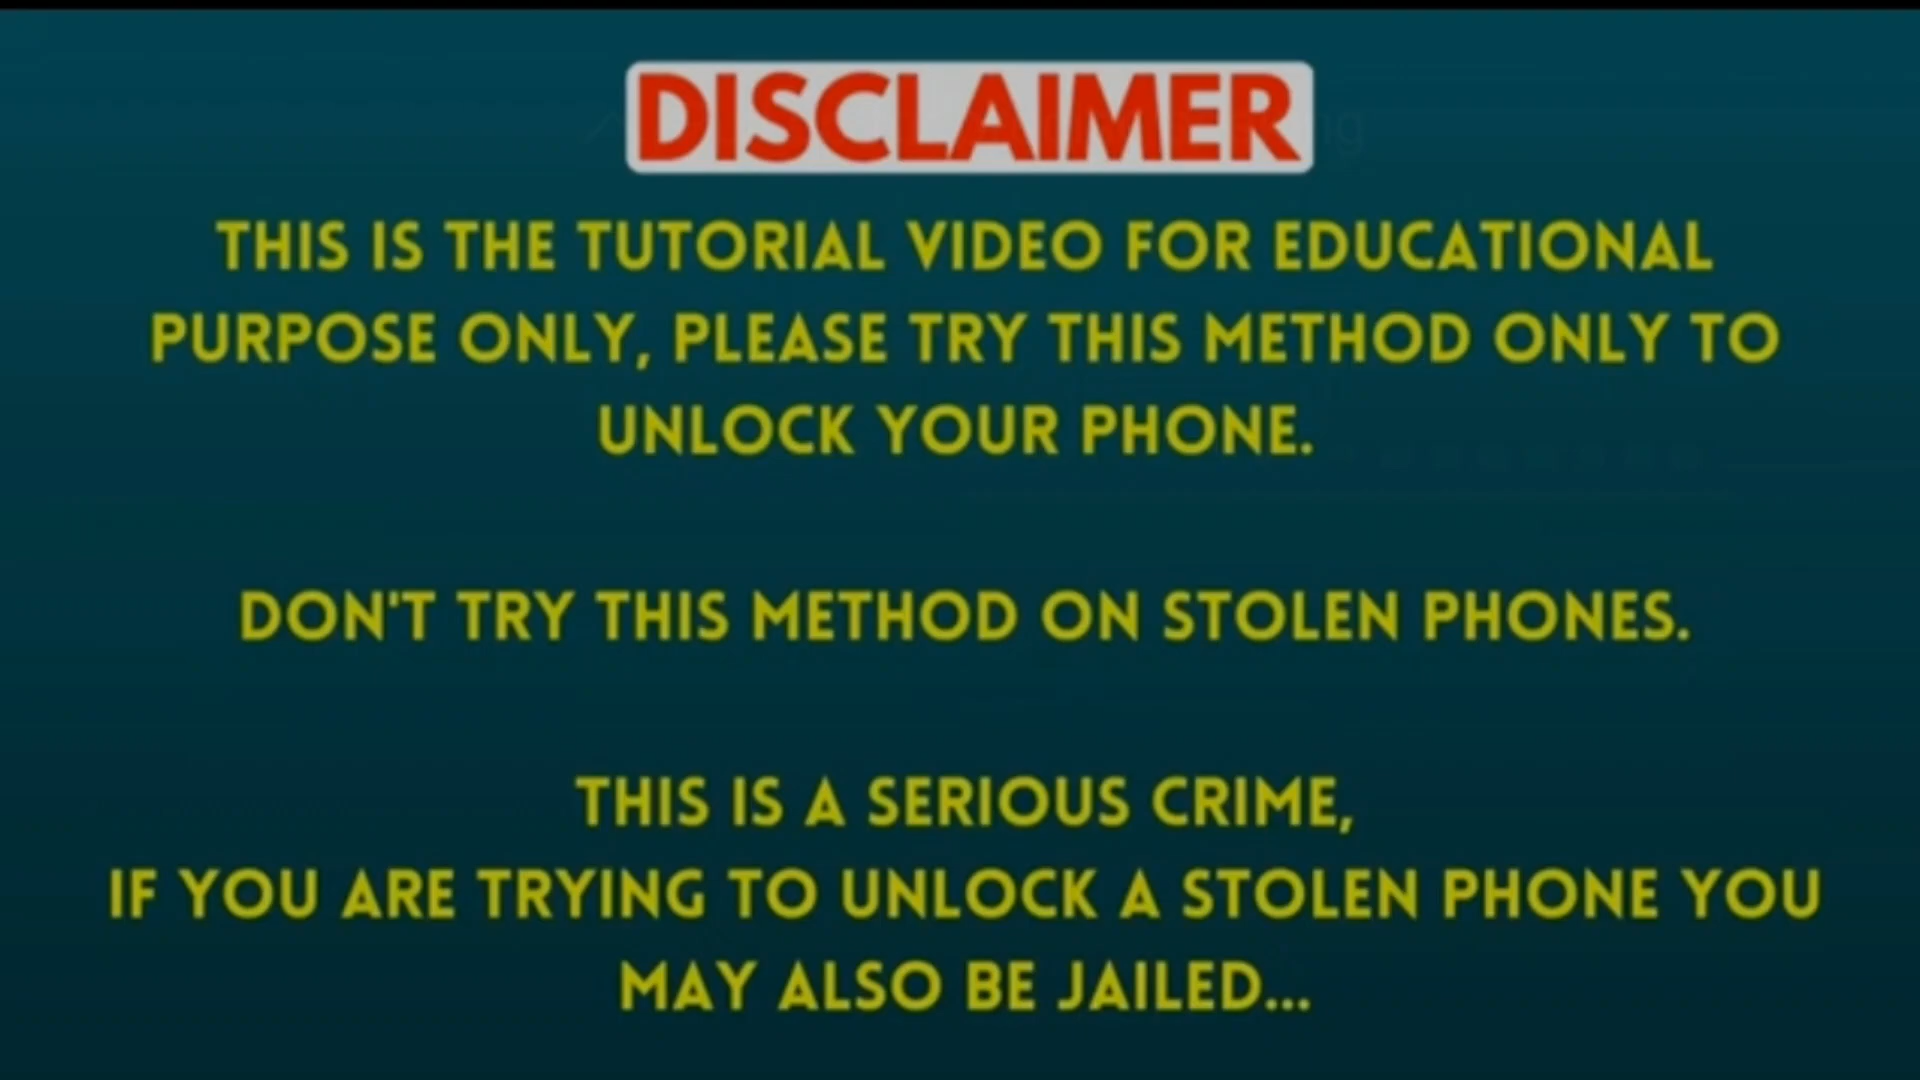 DISCLAIMER
THIS IS THE TUTORIAL VIDEO FOR EDUCATIONAL
PURPOSE ONLY, PLEASE TRY THIS METHOD ONLY TO
UNLOCK YOUR PHONE.
DON'T TRY THIS METHOD ON STOLEN PHONES.
THIS IS A SERIOUS CRIME,
IF YOU ARE TRYING TO UNLOCK A STOLEN PHONE YOU
MAY ALSO BE JAILED...